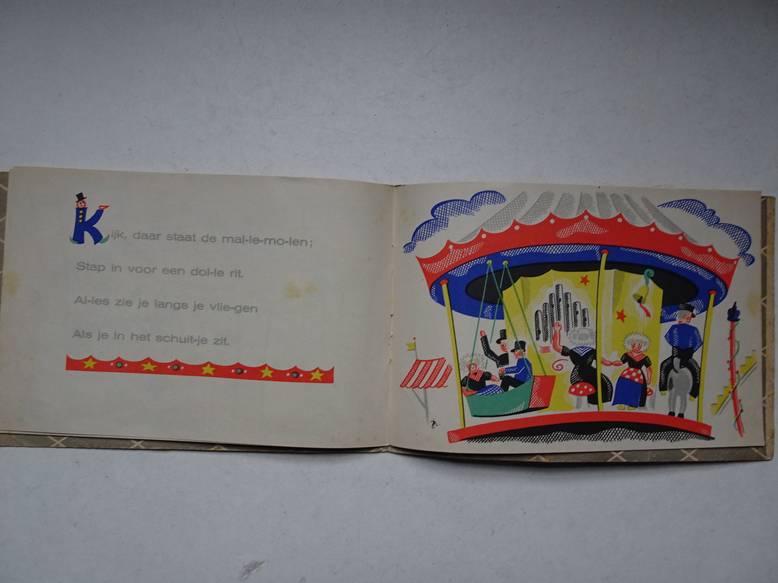 Kijk, daar staat de mal-le-mo-len;
Stap in voor een dol-le rit.
Al-les zie je langs je vlie-gen
Als je in het schuit-je zit.